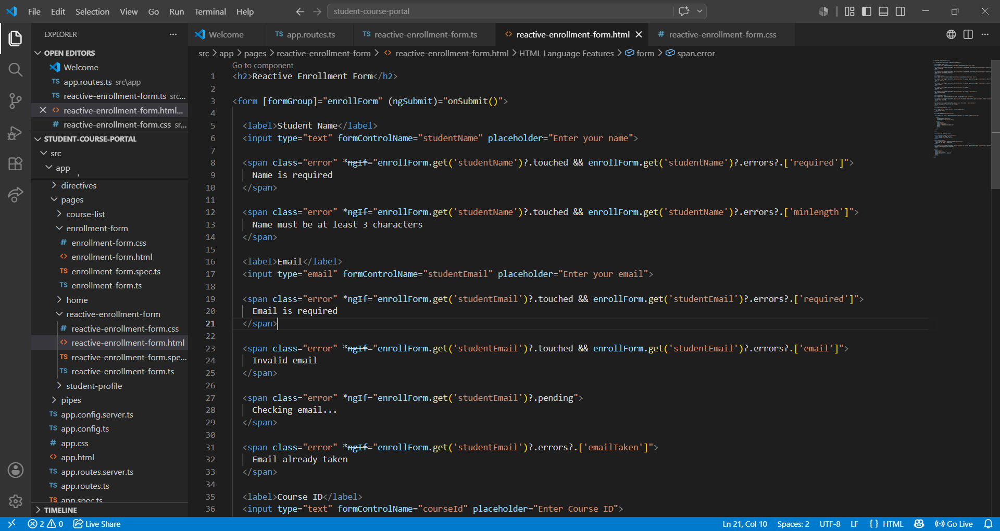 File Edit Selection View Go Run Terminal Help
student-course-portal
EXPLORER
OPEN EDITORS
Welcome
TS app.routes.ts src\app
TS reactive-enrollment-form.ts src...
<> reactive-enrollment-form.html...
# reactive-enrollment-form.css sr...
STUDENT-COURSE-PORTAL
src
app
directives
pages
course-list
enrollment-form
# enrollment-form.css
<> enrollment-form.html
TS enrollment-form.spec.ts
TS enrollment-form.ts
home
reactive-enrollment-form
# reactive-enrollment-form.css
<> reactive-enrollment-form.html
TS reactive-enrollment-form.spe...
TS reactive-enrollment-form.ts
student-profile
pipes
TS app.config.server.ts
TS app.config.ts
# app.css
<> app.html
TS app.routes.server.ts
TS app.routes.ts
TS app.spec.ts
TIMELINE
Welcome TS app.routes.ts TS reactive-enrollment-form.ts <> reactive-enrollment-form.html # reactive-enrollment-form.css
src > app > pages > reactive-enrollment-form > <> reactive-enrollment-form.html > HTML Language Features > form > span.error
Go to component
1 <h2>Reactive Enrollment Form</h2>
2
3 <form [formGroup]="enrollForm" (ngSubmit)="onSubmit()">
4
5 <label>Student Name</label>
6 <input type="text" formControlName="studentName" placeholder="Enter your name">
7
8 <span class="error" *ngIf="enrollForm.get('studentName')?.touched && enrollForm.get('studentName')?.errors?.['required']">
9 Name is required
10 </span>
11
12 <span class="error" *ngIf="enrollForm.get('studentName')?.touched && enrollForm.get('studentName')?.errors?.['minlength']">
13 Name must be at least 3 characters
14 </span>
15
16 <label>Email</label>
17 <input type="email" formControlName="studentEmail" placeholder="Enter your email">
18
19 <span class="error" *ngIf="enrollForm.get('studentEmail')?.touched && enrollForm.get('studentEmail')?.errors?.['required']">
20 Email is required
21 </span>
22
23 <span class="error" *ngIf="enrollForm.get('studentEmail')?.touched && enrollForm.get('studentEmail')?.errors?.['email']">
24 Invalid email
25 </span>
26
27 <span class="error" *ngIf="enrollForm.get('studentEmail')?.pending">
28 Checking email...
29 </span>
30
31 <span class="error" *ngIf="enrollForm.get('studentEmail')?.errors?.['emailTaken']">
32 Email already taken
33 </span>
34
35 <label>Course ID</label>
36 <input type="text" formControlName="courseId" placeholder="Enter Course ID">
2 0 Live Share Ln 21, Col 10 Spaces: 2 UTF-8 LF { } HTML Go Live